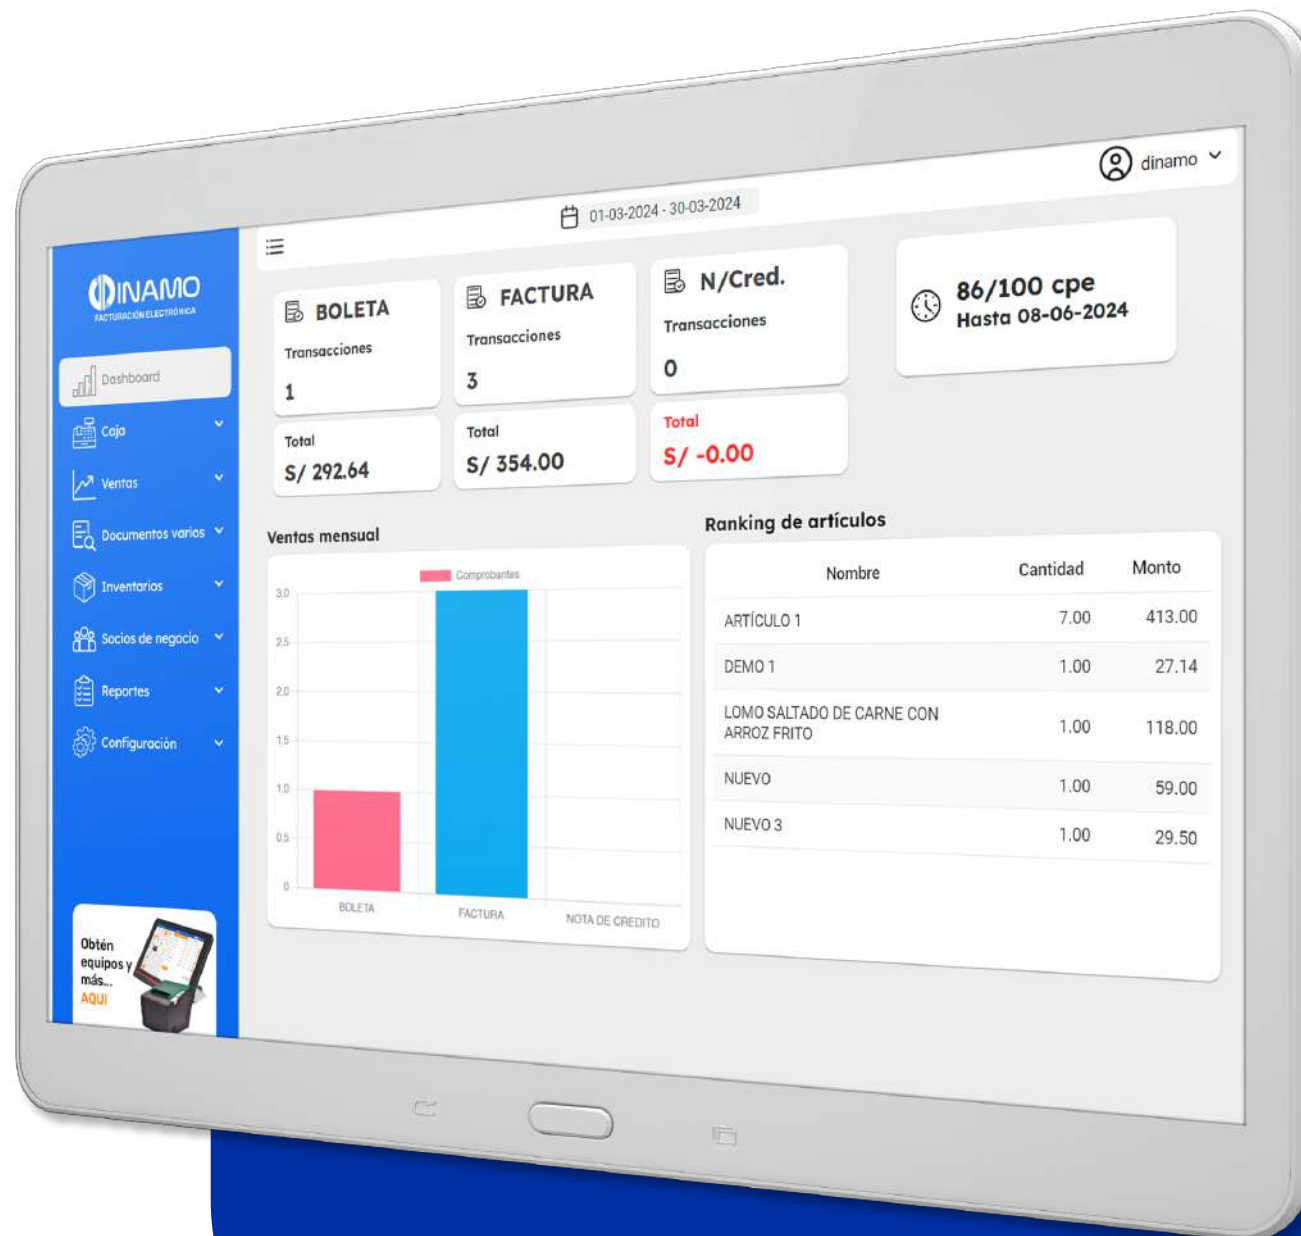 dinamo
01-03-2024 - 30-03-2024
DINAMO
FACTURACIÓN ELECTRÓNICA
Dashboard
Caja
Ventas
Documentos varios
Inventarios
Socios de negocio
Reportes
Configuración
Obtén
equipos y
más...
AQUI
BOLETA
Transacciones
1
Total
S/ 292.64
FACTURA
Transacciones
3
Total
S/ 354.00
N/Cred.
Transacciones
0
Total
S/ -0.00
86/100 cpe
Hasta 08-06-2024
Ventas mensual
Comprobantes
3.0
2.5
2.0
1.5
1.0
0.5
0
BOLETA
FACTURA
NOTA DE CREDITO
Ranking de artículos
Nombre Cantidad Monto
ARTÍCULO 1 7.00 413.00
DEMO 1 1.00 27.14
LOMO SALTADO DE CARNE CON
ARROZ FRITO 1.00 118.00
NUEVO 1.00 59.00
NUEVO 3 1.00 29.50